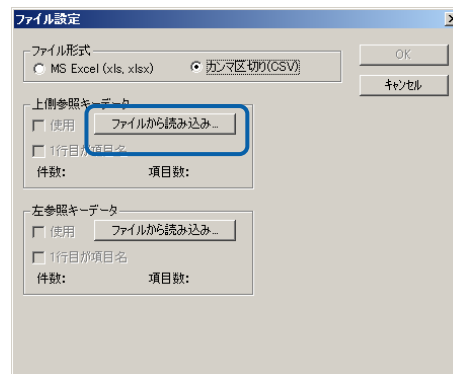 ファイル設定
ファイル形式
MS Excel (xls, xlsx)
カンマ区切り(CSV)
OK
キャンセル
上側参照キーデータ
使用
ファイルから読み込み...
1行目が項目名
件数: 項目数:
左参照キーデータ
使用
ファイルから読み込み...
1行目が項目名
件数: 項目数: